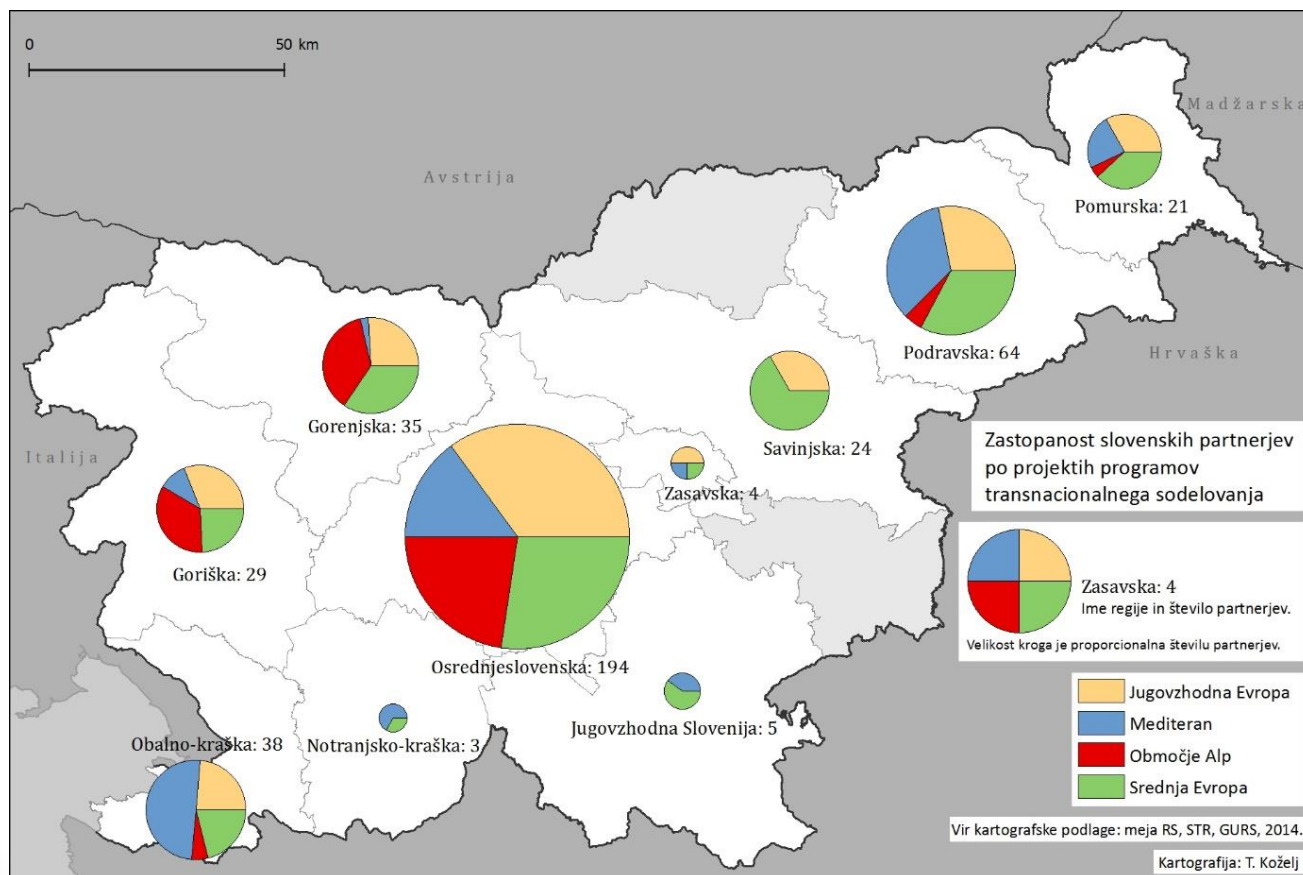 0 50 km
Madžarska
Avstrija
Pomurska: 21
Podravska: 64
Hrvaška
Gorenjska: 35
Savinjska: 24
Italija
Zasavska: 4
Goriška: 29
Osrednjeslovenska: 194
Jugovzhodna Slovenija: 5
Notranjsko-kraška: 3
Obalno-kraška: 38
Zastopanost slovenskih partnerjev
po projektih programov
transnacionalnega sodelovanja
Zasavska: 4
Ime regije in število partnerjev.
Velikost kroga je proporcionalna številu partnerjev.
Jugovzhodna Evropa
Mediteran
Območje Alp
Srednja Evropa
Vir kartografske podlage: meja RS, STR, GURS, 2014.
Kartografija: T. Koželj